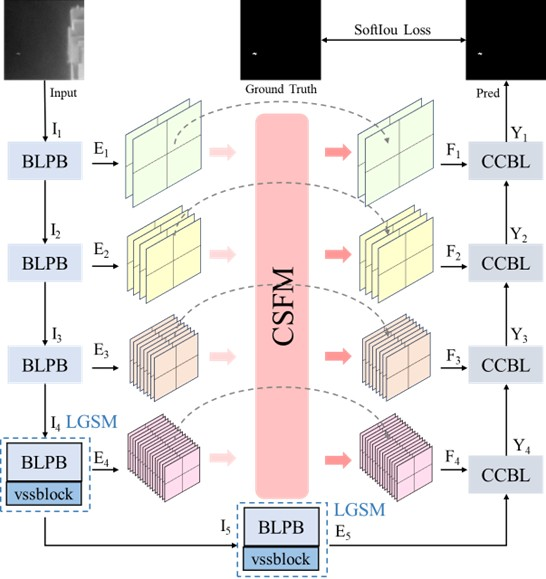 SoftIou Loss
Input
Ground Truth
Pred
I1
E1
F1
Y1
BLPB
CCBL
I2
E2
F2
Y2
BLPB
CCBL
CSFM
I3
E3
F3
Y3
BLPB
CCBL
I4
LGSM
E4
F4
Y4
BLPB
vssblock
CCBL
LGSM
I5
E5
BLPB
vssblock